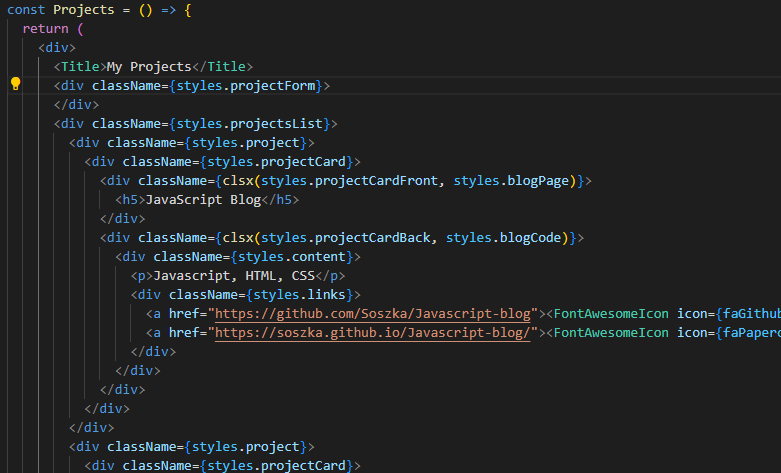 const Projects = () => {
return (
<div>
<Title>My Projects</Title>
<div className={styles.projectForm}>
</div>
<div className={styles.projectsList}>
<div className={styles.project}>
<div className={styles.projectCard}>
<div className={clsx(styles.projectCardFront, styles.blogPage)}>
<h5>JavaScript Blog</h5>
</div>
<div className={clsx(styles.projectCardBack, styles.blogCode)}>
<div className={styles.content}>
<p>Javascript, HTML, CSS</p>
<div className={styles.links}>
<a href="https://github.com/Soszka/Javascript-blog"><FontAwesomeIcon icon={faGithub
<a href="https://soszka.github.io/Javascript-blog/"><FontAwesomeIcon icon={faPaperc
</div>
</div>
</div>
</div>
</div>
<div className={styles.project}>
<div className={styles.projectCard}>